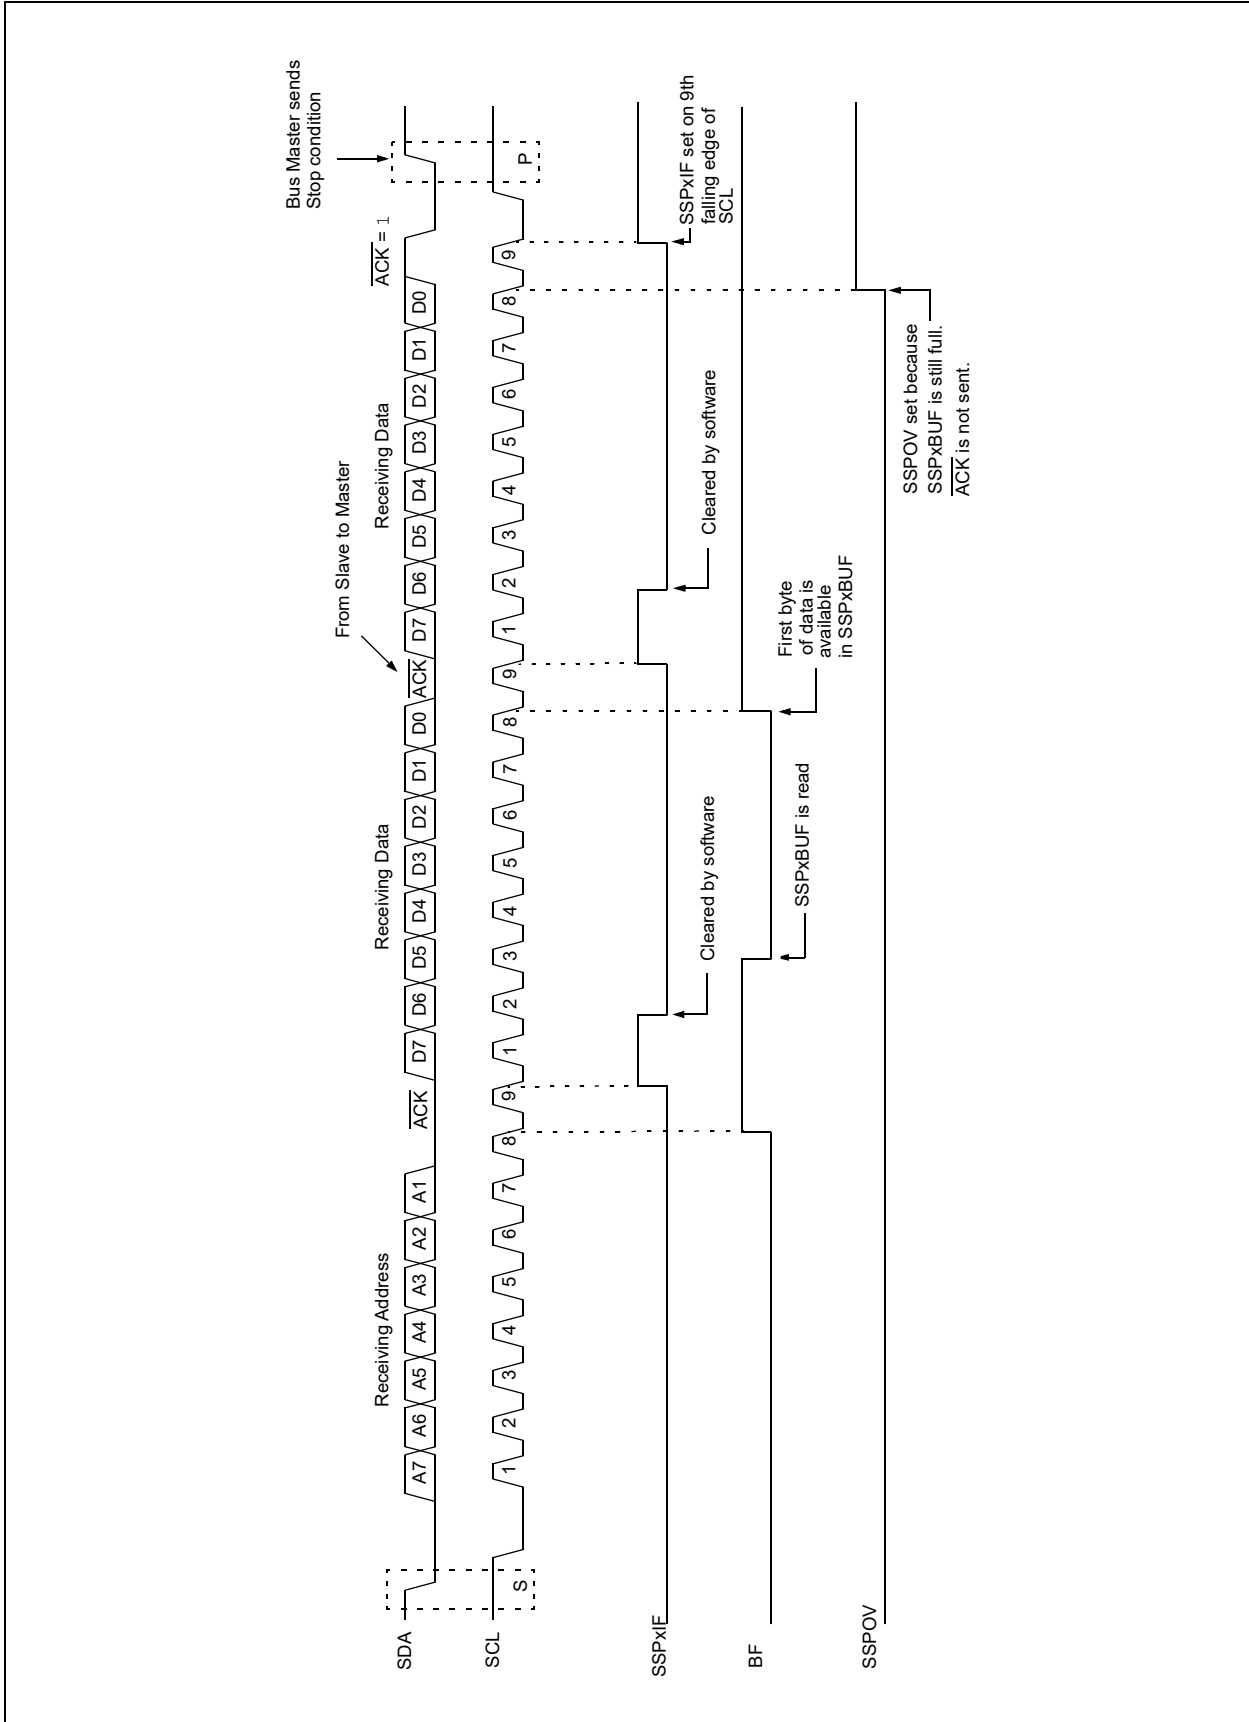 Bus Master sends
Stop condition
From Slave to Master
Receiving Address
Receiving Data
Receiving Data
ACK = 1
SDA
A7 A6 A5 A4 A3 A2 A1 ACK D7 D6 D5 D4 D3 D2 D1 D0 ACK D7 D6 D5 D4 D3 D2 D1 D0
SCL
S 1 2 3 4 5 6 7 8 9 1 2 3 4 5 6 7 8 9 1 2 3 4 5 6 7 8 9 P
SSPxIF
Cleared by software
Cleared by software
SSPxIF set on 9th
falling edge of
SCL
BF
SSPxBUF is read
First byte
of data is
available
in SSPxBUF
SSPOV
SSPOV set because
SSPxBUF is still full.
ACK is not sent.